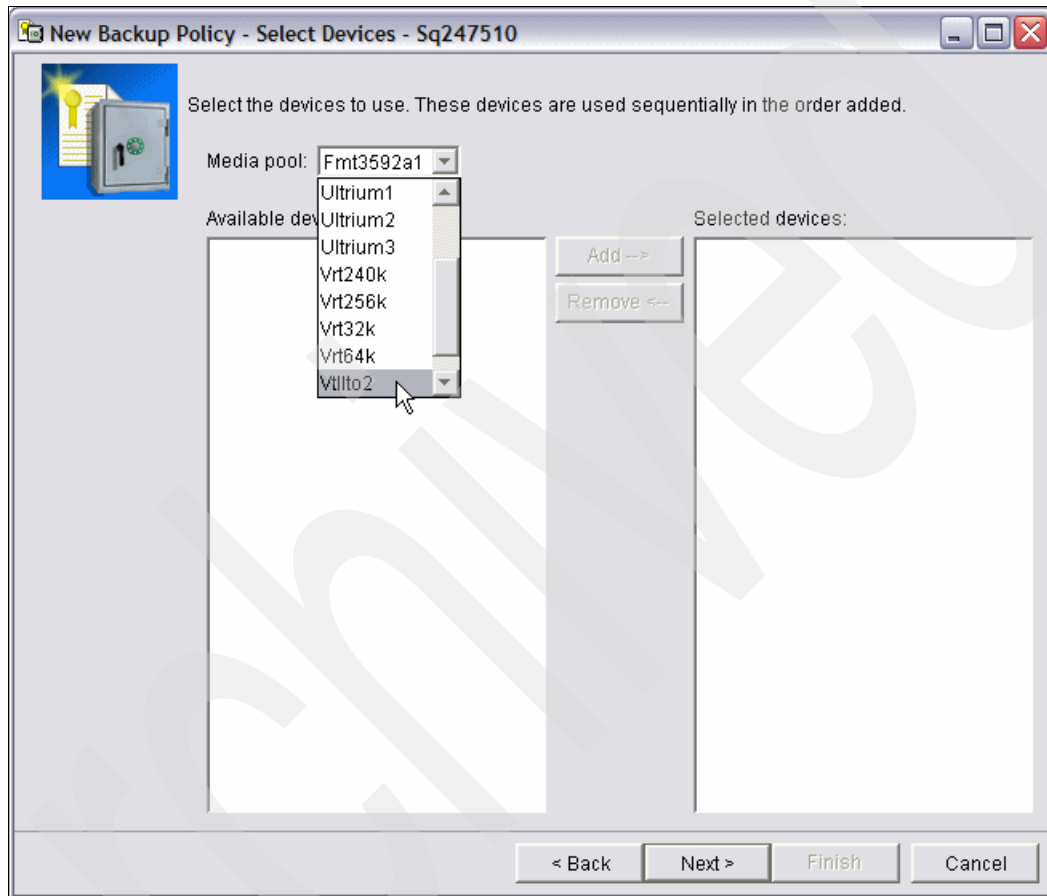 New Backup Policy - Select Devices - Sq247510
Select the devices to use. These devices are used sequentially in the order added.
Media pool: Fmt3592a1
Ultrium1
Ultrium2
Ultrium3
Vrt240k
Vrt256k
Vrt32k
Vrt64k
Vtllto2
Available dev
Selected devices:
Add -->
Remove <--
< Back
Next >
Finish
Cancel